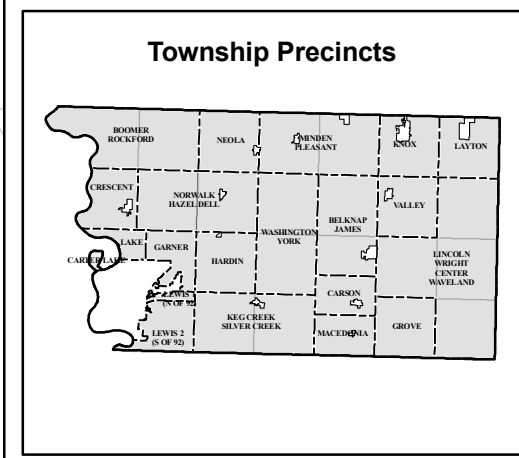 Township Precincts
BOOMER
ROCKFORD
NEOLA
MINDEN
PLEASANT
KNOX
LAYTON
CRESCENT
NORWALK
HAZEL DELL
VALLEY
BELKNAP
JAMES
WASHINGTON
YORK
LAKE
GARNER
CARTER LAKE
HARDIN
LINCOLN
WRIGHT
CENTER
WAVELAND
LEWIS 1
(N OF 92)
CARSON
KEG CREEK
SILVER CREEK
LEWIS 2
(S OF 92)
MACEDONIA
GROVE